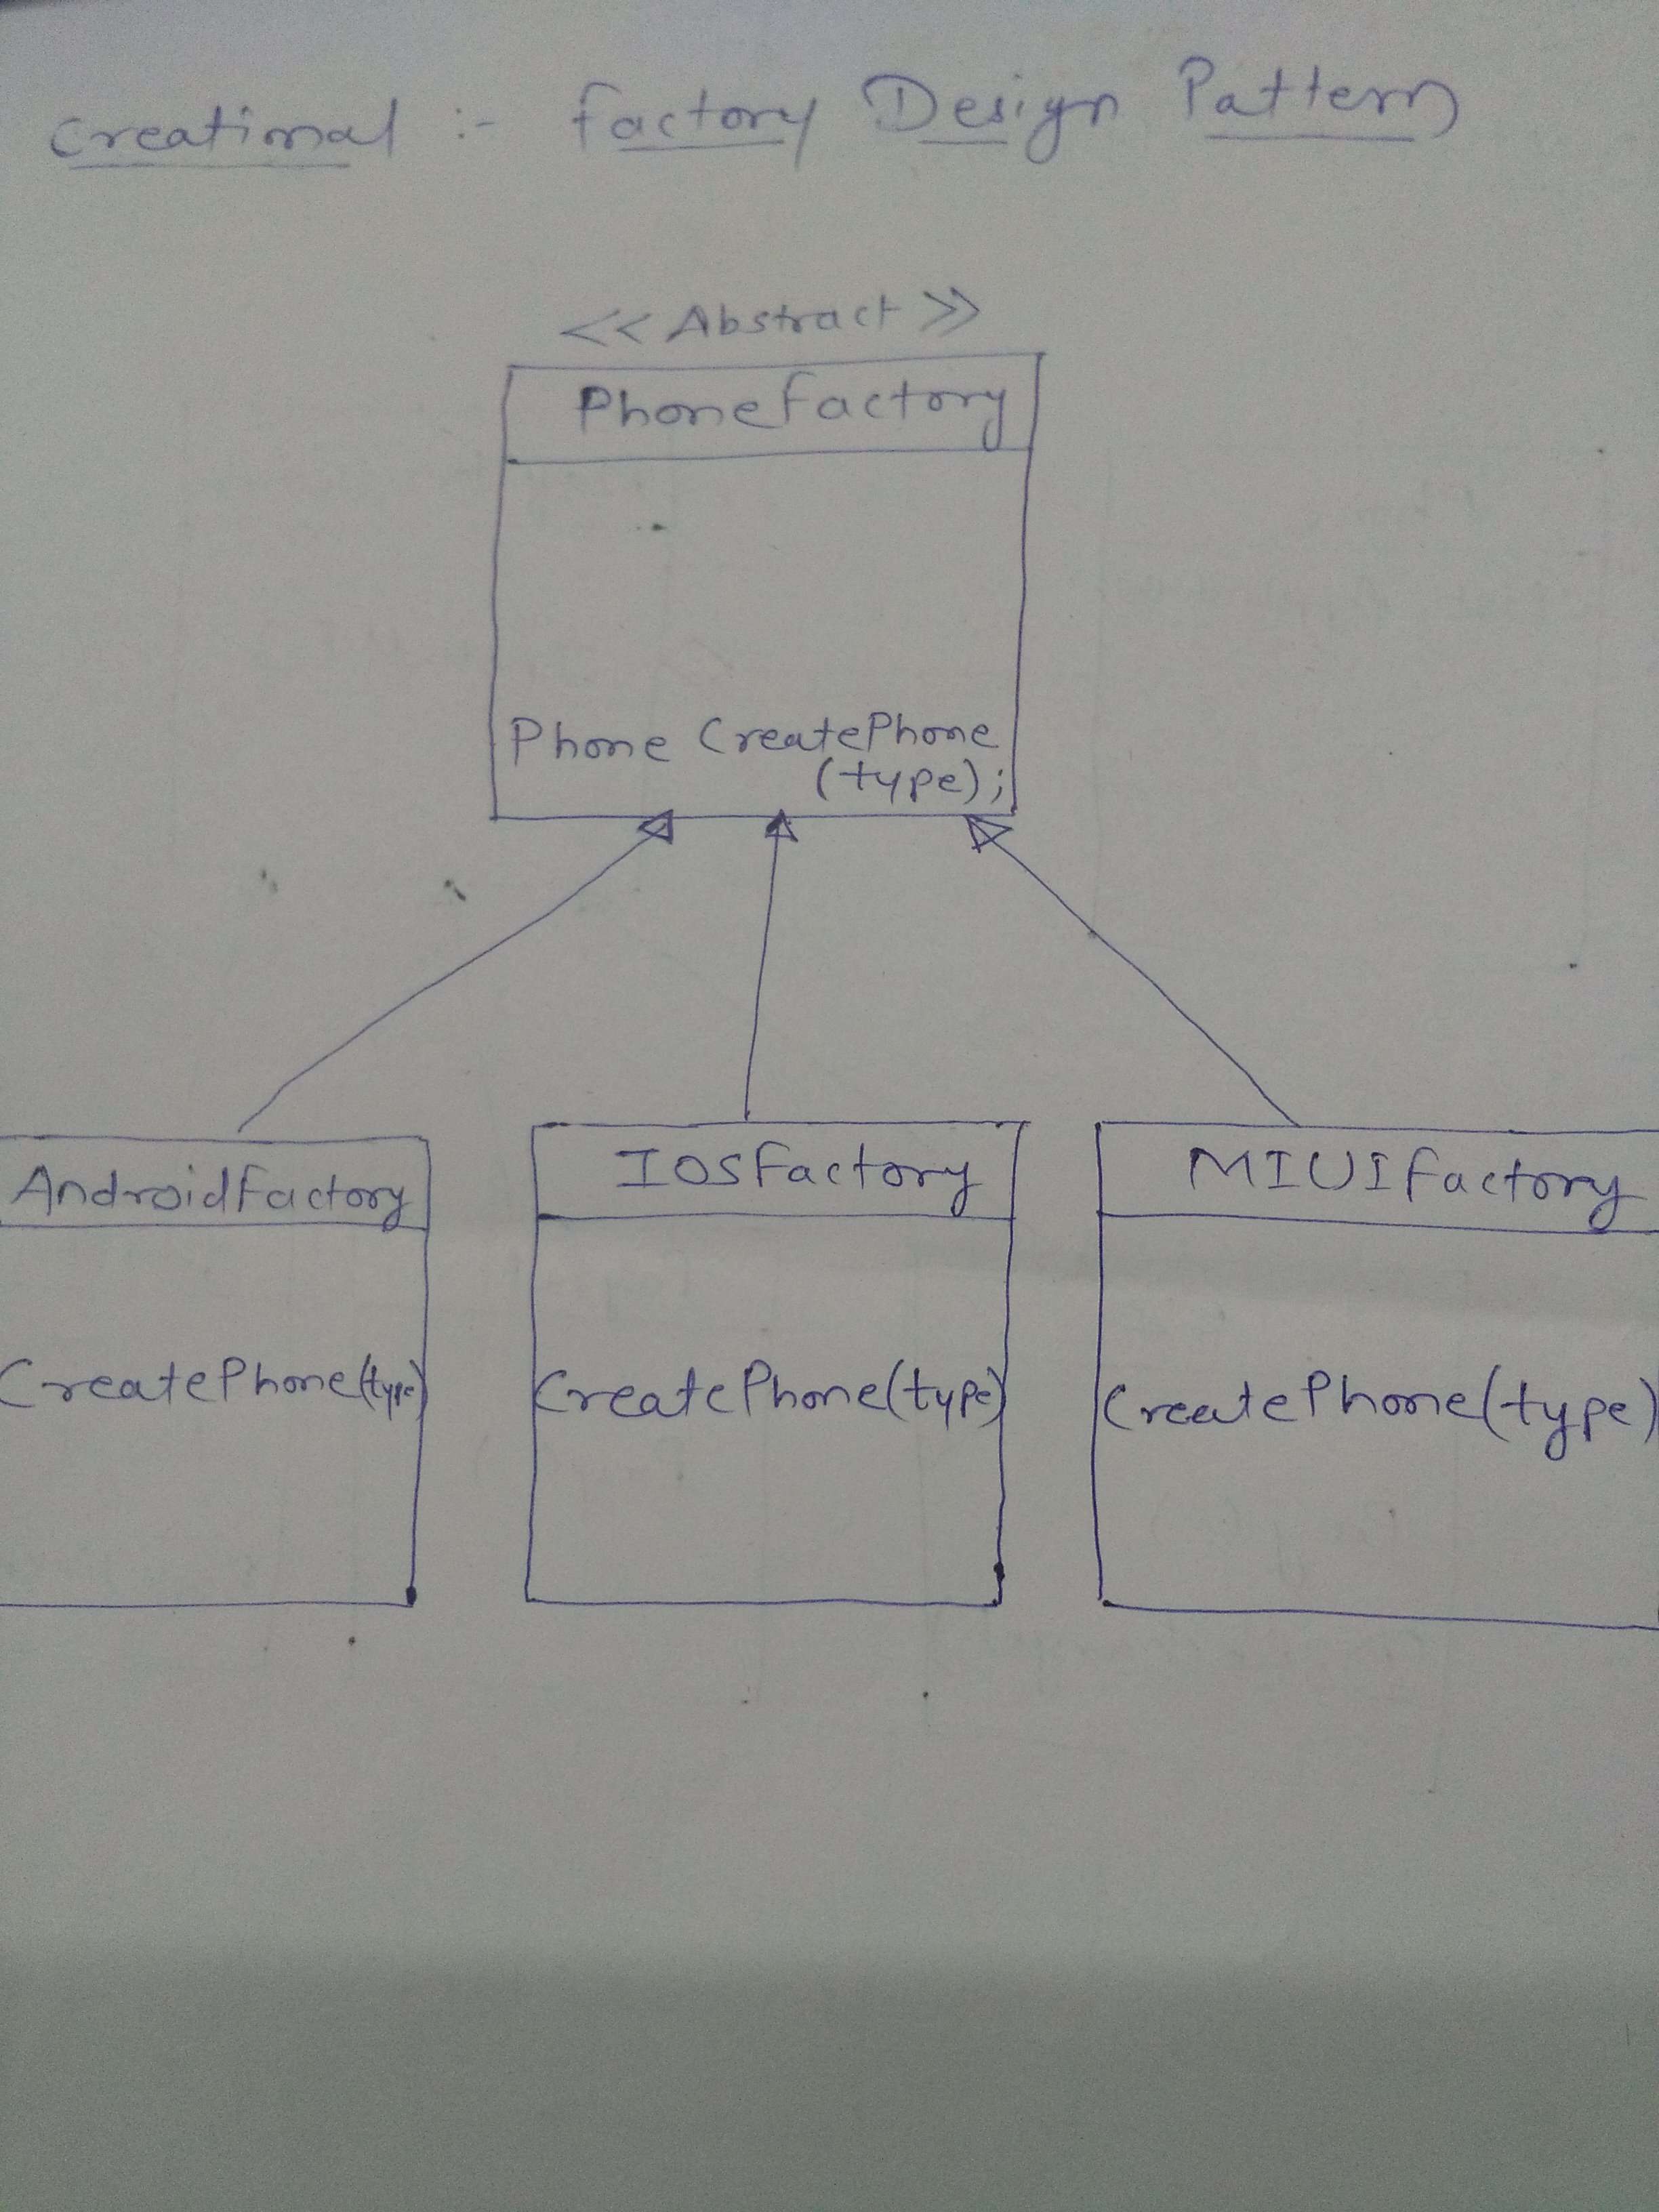 Creational :- Factory Design Pattern
<< Abstract >>
PhoneFactory
Phone CreatePhone
(type);
AndroidFactory
IOSFactory
MIUIFactory
CreatePhone(type)
CreatePhone(type)
CreatePhone(type)